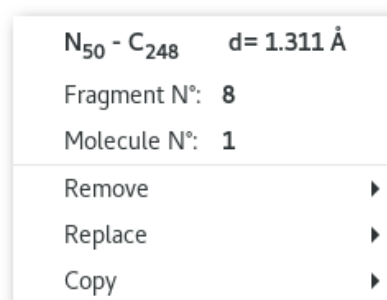 N₅₀ - C₂₄₈ d= 1.311 Å
Fragment N°: 8
Molecule N°: 1
Remove
Replace
Copy